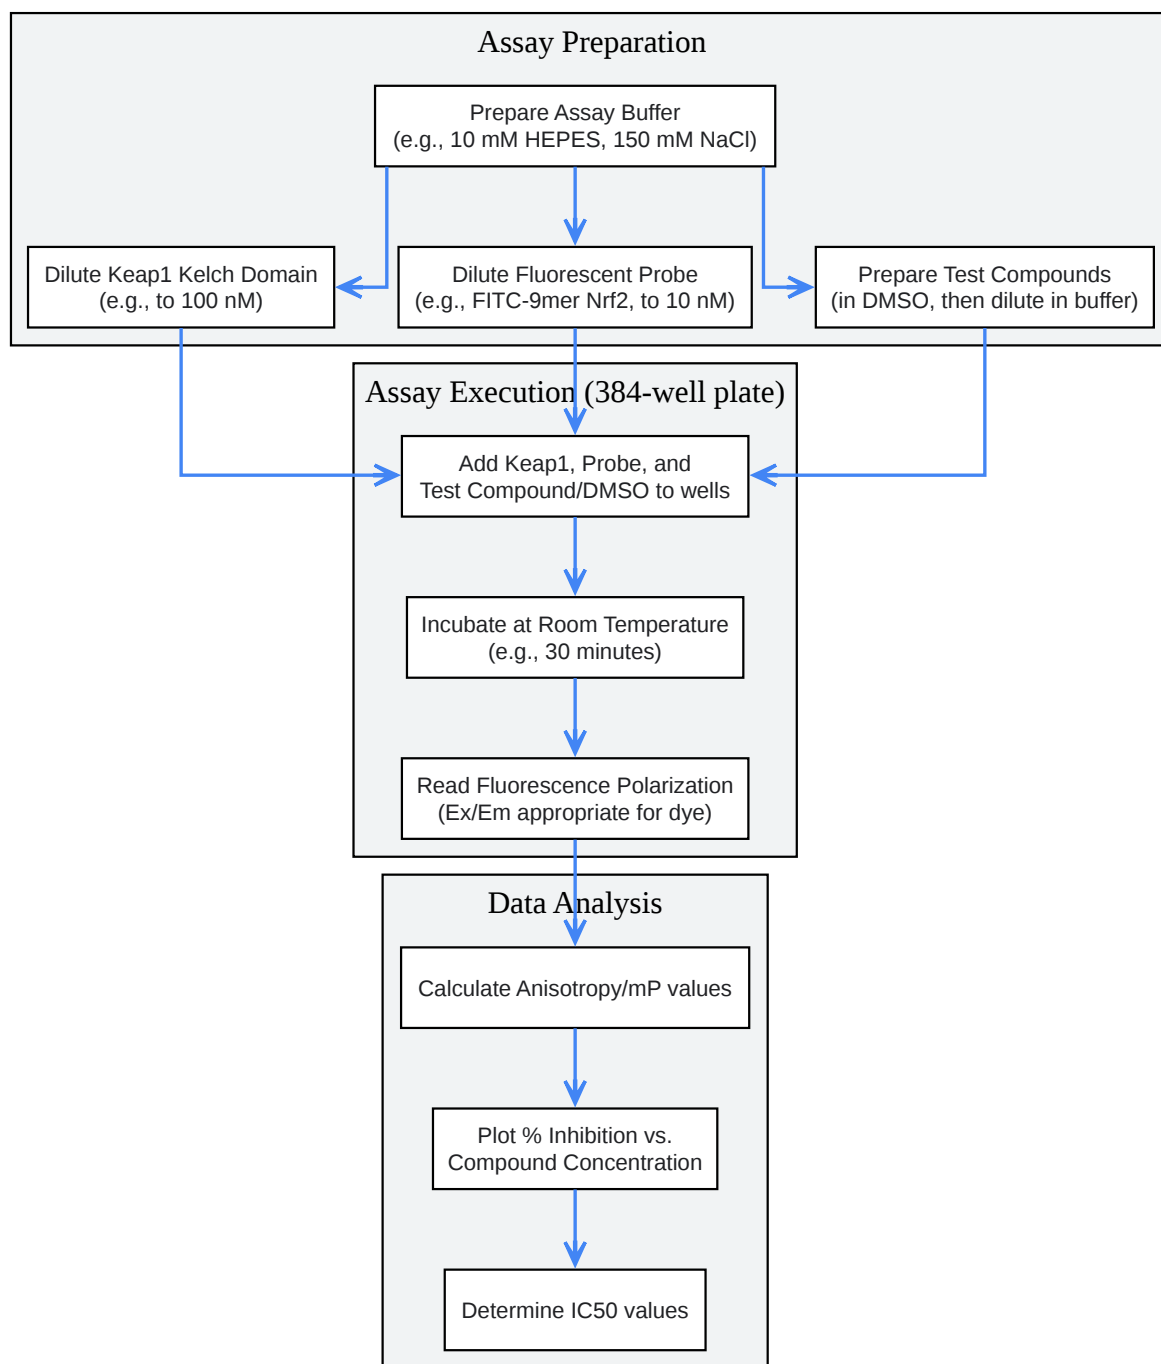 Assay Preparation
Prepare Assay Buffer
(e.g., 10 mM HEPES, 150 mM NaCl)
Dilute Keap1 Kelch Domain
(e.g., to 100 nM)
Dilute Fluorescent Probe
(e.g., FITC-9mer Nrf2, to 10 nM)
Prepare Test Compounds
(in DMSO, then dilute in buffer)
Assay Execution (384-well plate)
Add Keap1, Probe, and
Test Compound/DMSO to wells
Incubate at Room Temperature
(e.g., 30 minutes)
Read Fluorescence Polarization
(Ex/Em appropriate for dye)
Data Analysis
Calculate Anisotropy/mP values
Plot % Inhibition vs.
Compound Concentration
Determine IC50 values